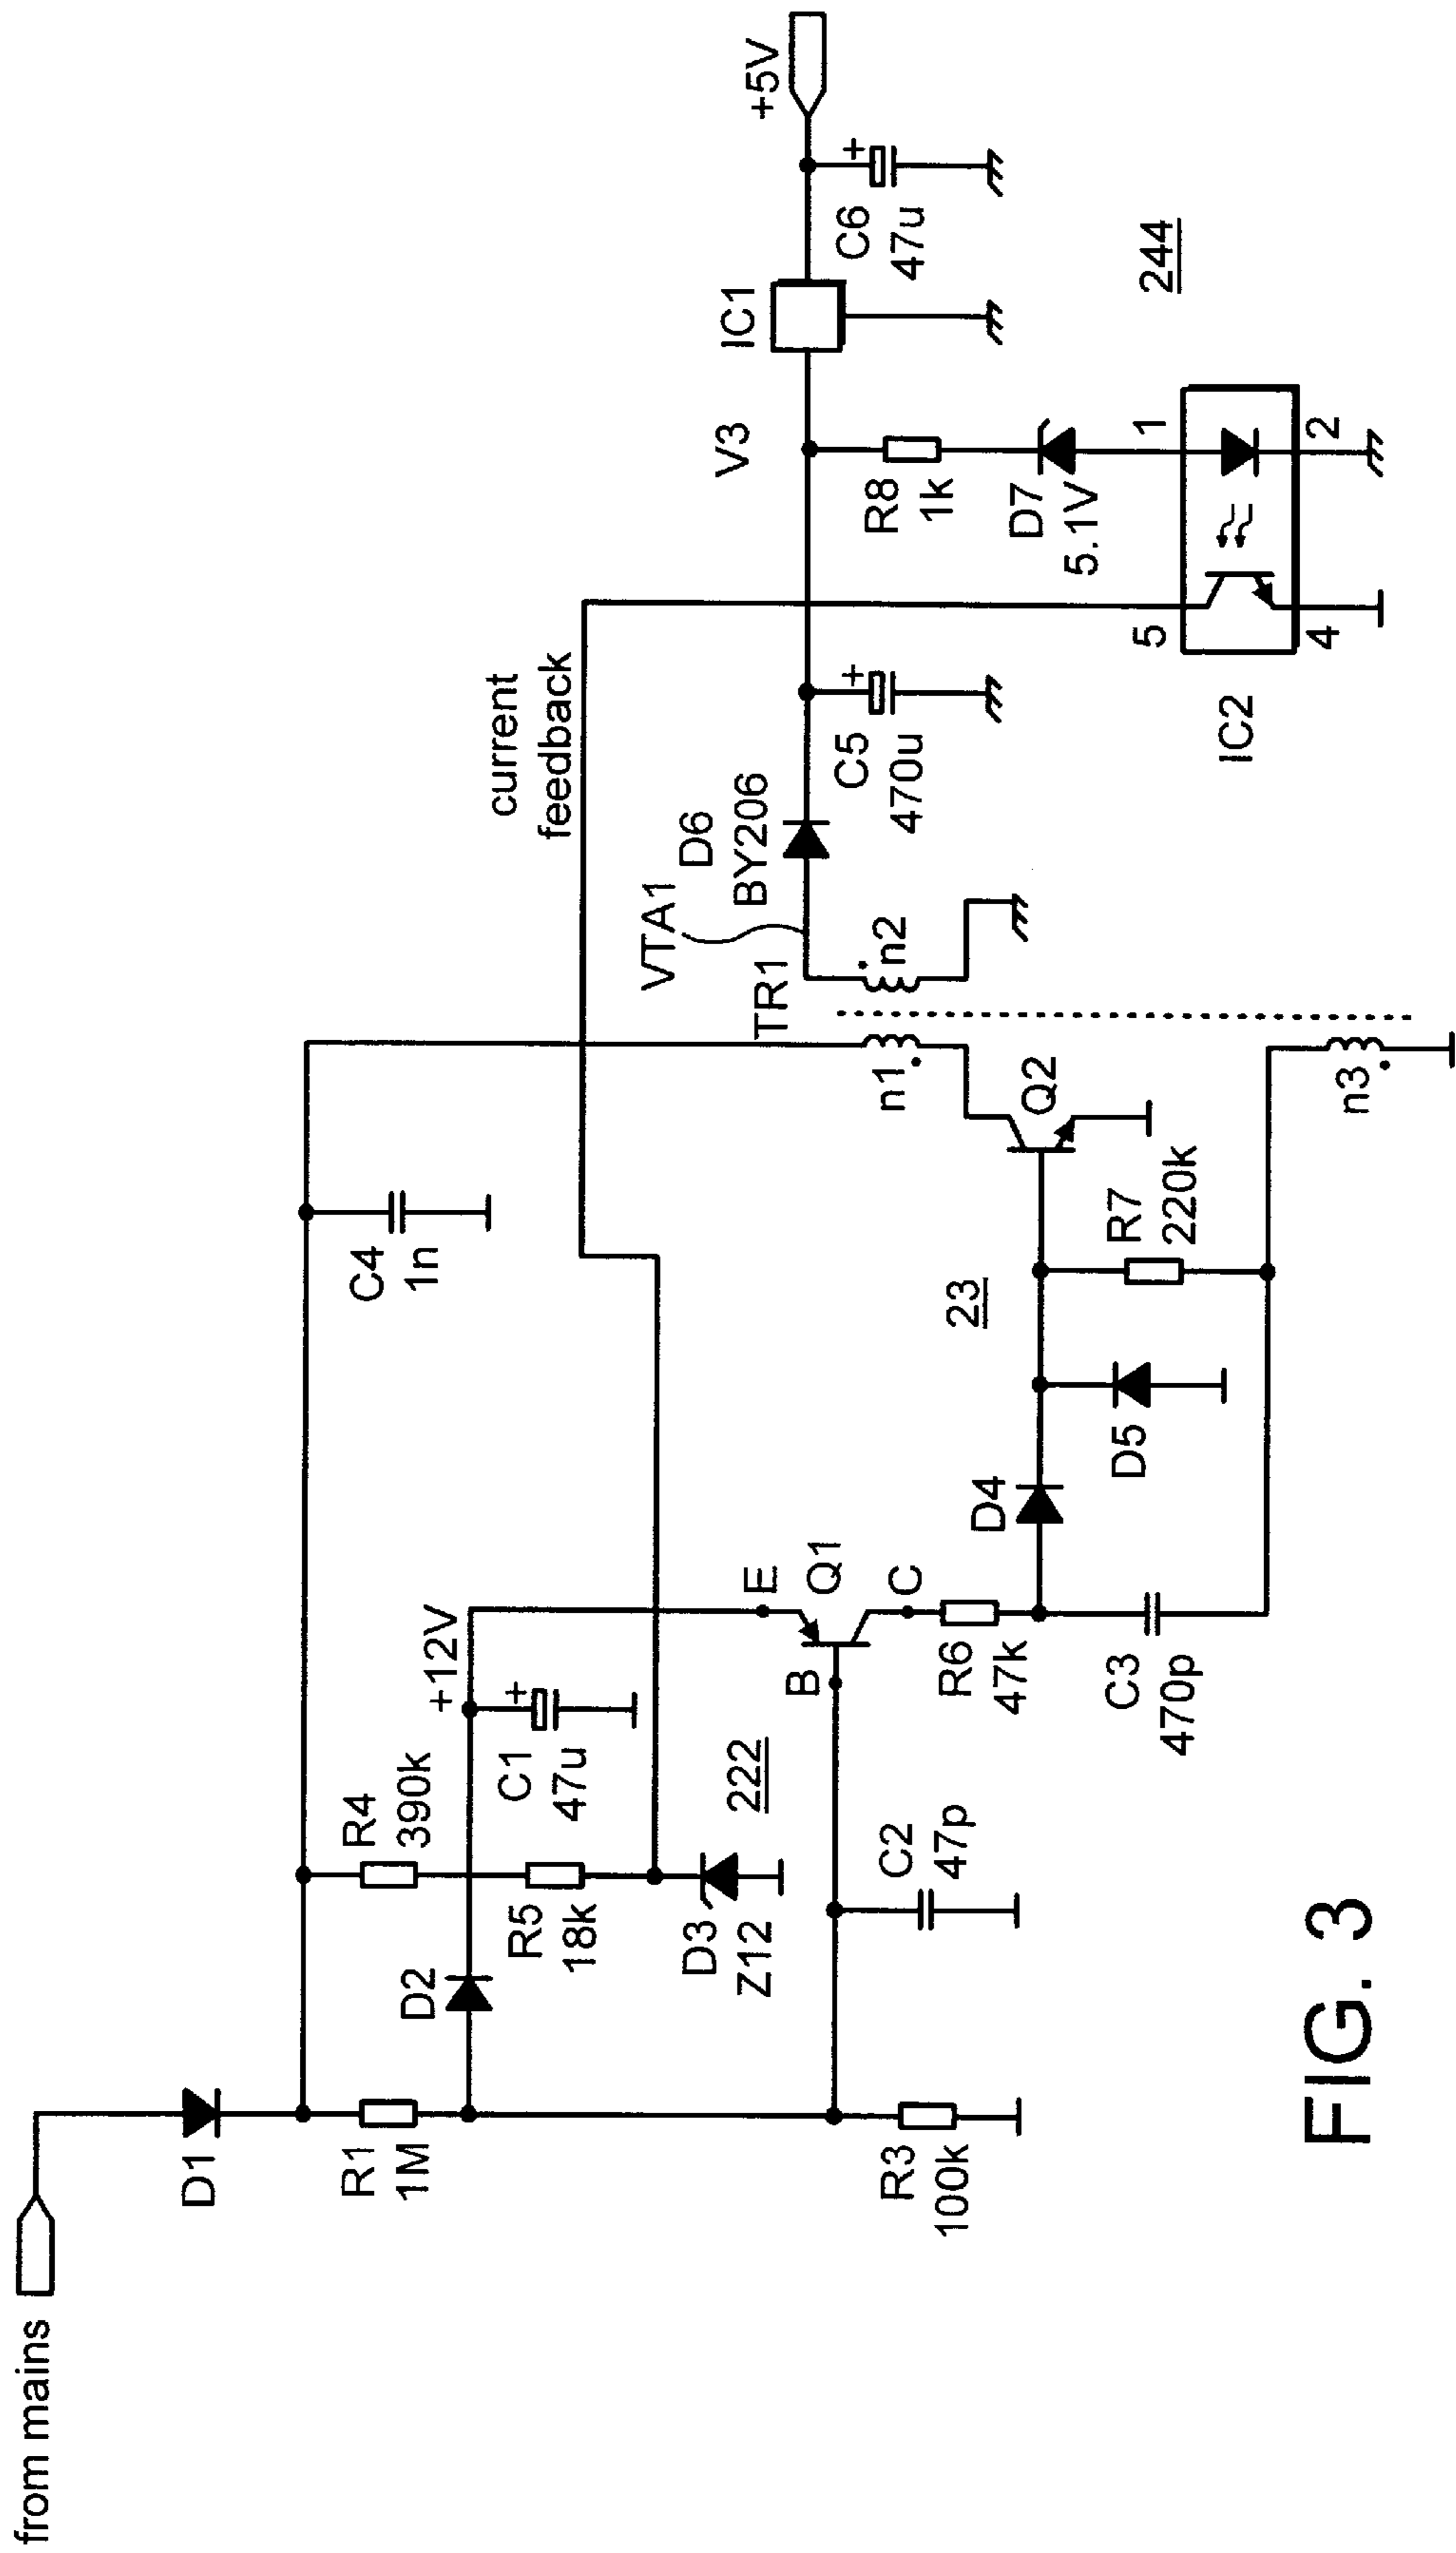 from mains
D1
R1
1M
R3
100k
D2
R4
390k
R5
18k
D3
Z12
222
+12V
C1
47u
C2
47p
B
E
Q1
C
R6
47k
C3
470p
D4
D5
23
R7
220k
Q2
C4
1n
current
feedback
n1
n3
TR1
n2
VTA1
D6
BY206
C5
470u
V3
R8
1k
D7
5.1V
1
2
5
4
IC2
IC1
C6
47u
+5V
244
FIG. 3